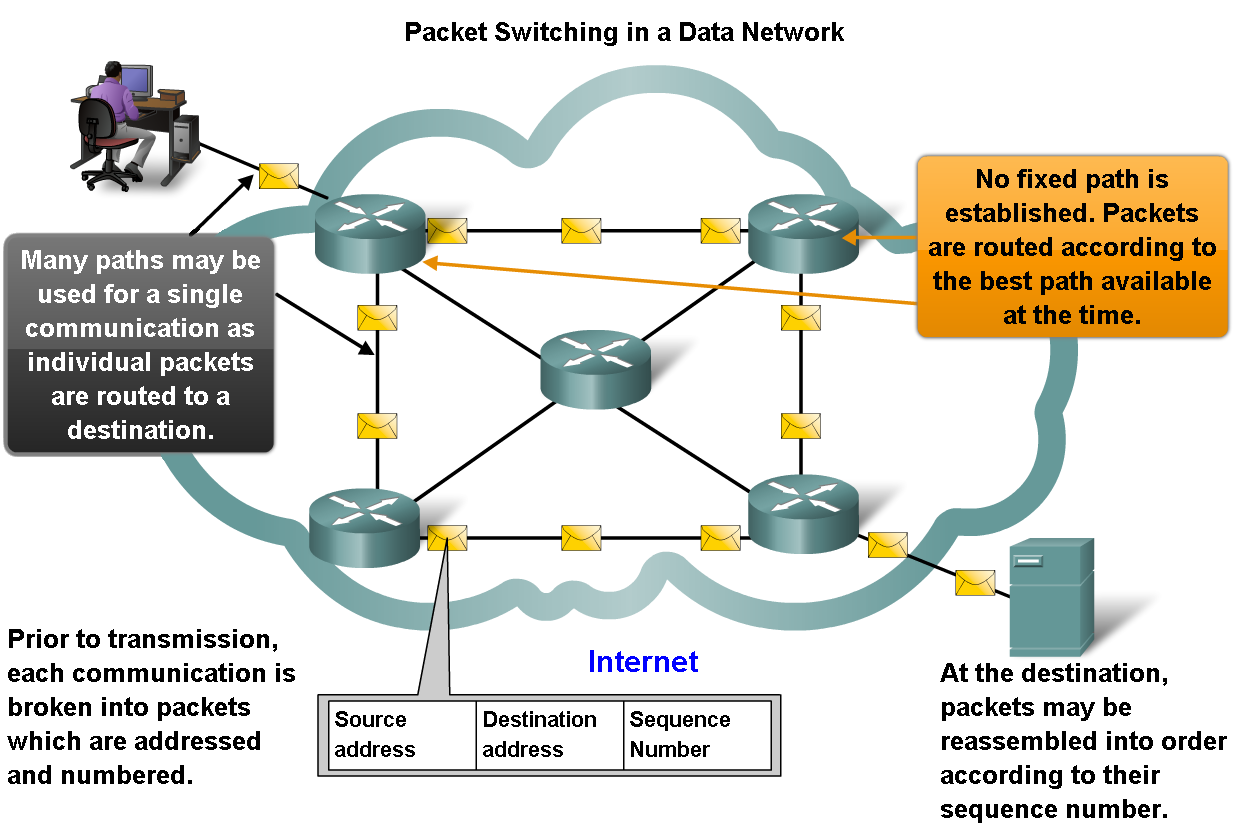 Packet Switching in a Data Network
No fixed path is
established. Packets
are routed according to
the best path available
at the time.
Many paths may be
used for a single
communication as
individual packets
are routed to a
destination.
Prior to transmission,
each communication is
broken into packets
which are addressed
and numbered.
Internet
Source
address
Destination
address
Sequence
Number
At the destination,
packets may be
reassembled into order
according to their
sequence number.